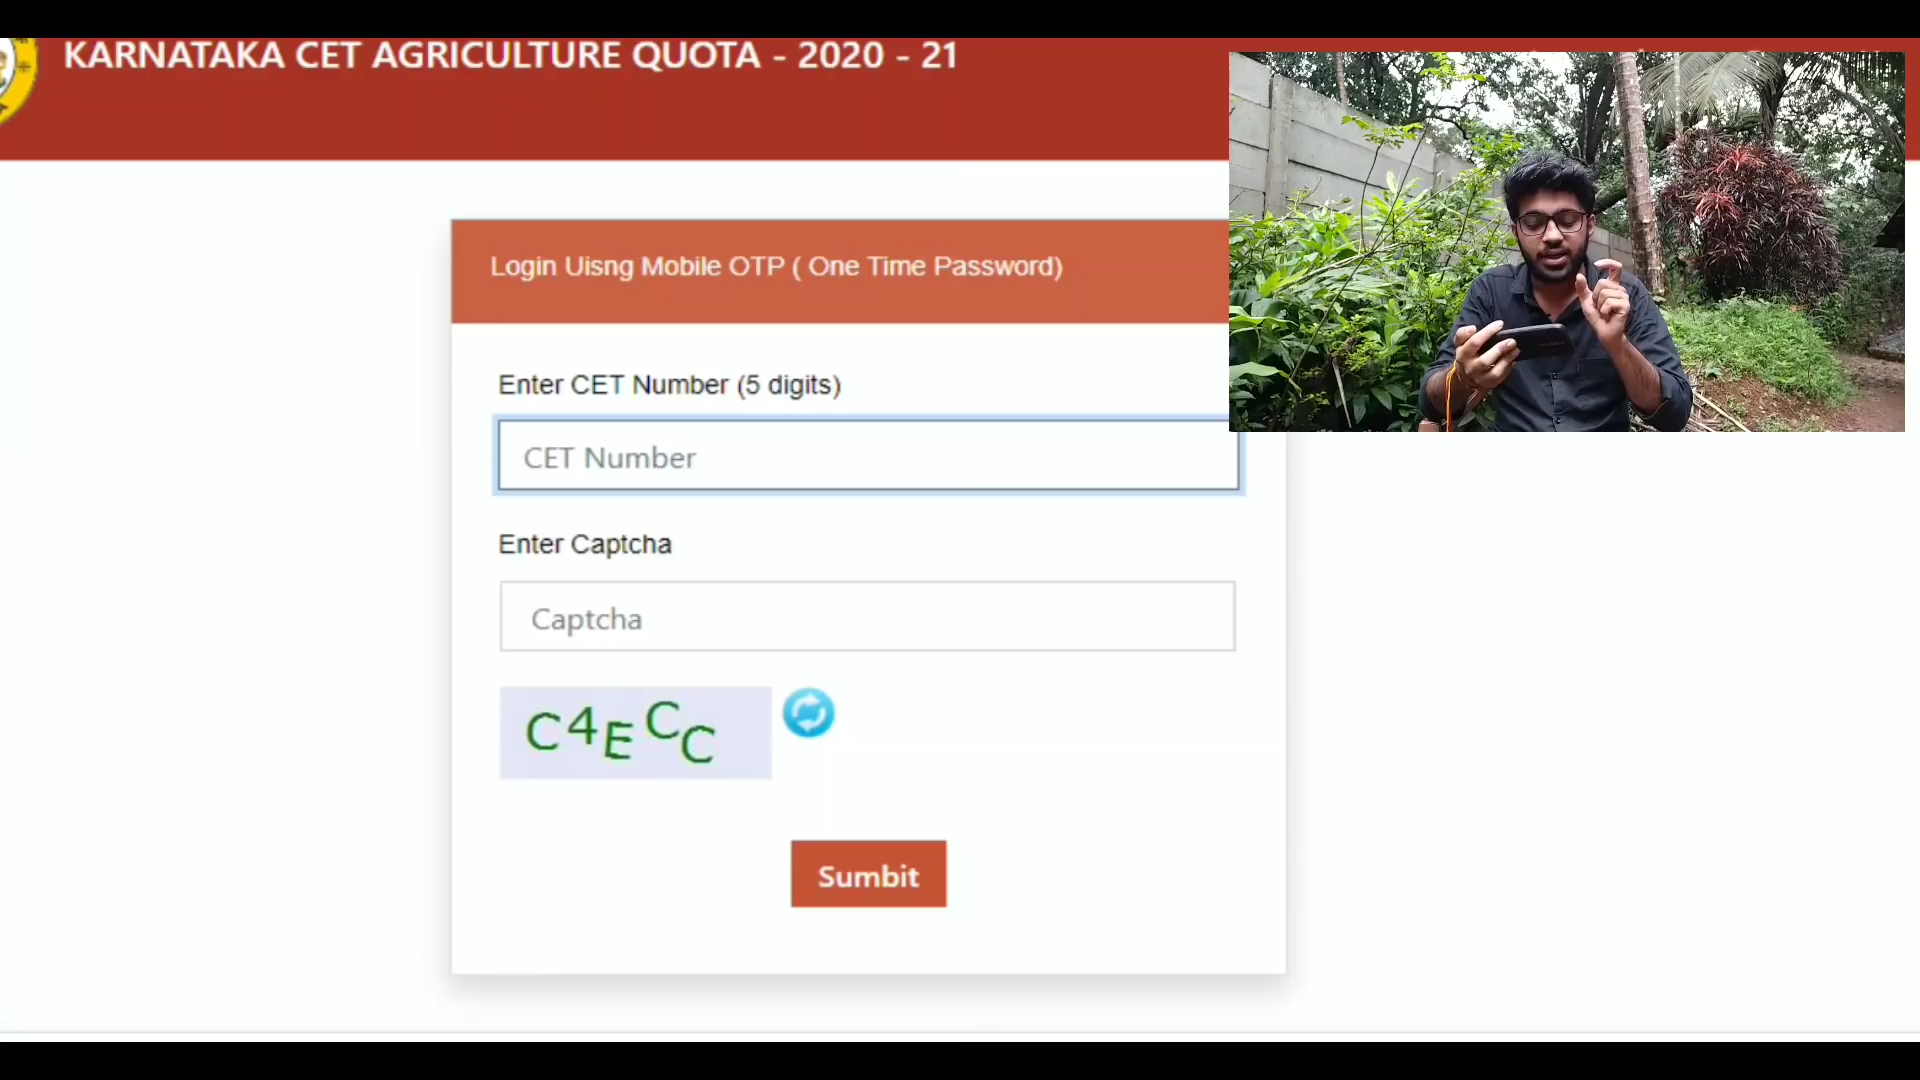 KARNATAKA CET AGRICULTURE QUOTA - 2020 - 21
Login Uisng Mobile OTP ( One Time Password)
Enter CET Number (5 digits)
CET Number
Enter Captcha
Captcha
C4ECC
Sumbit